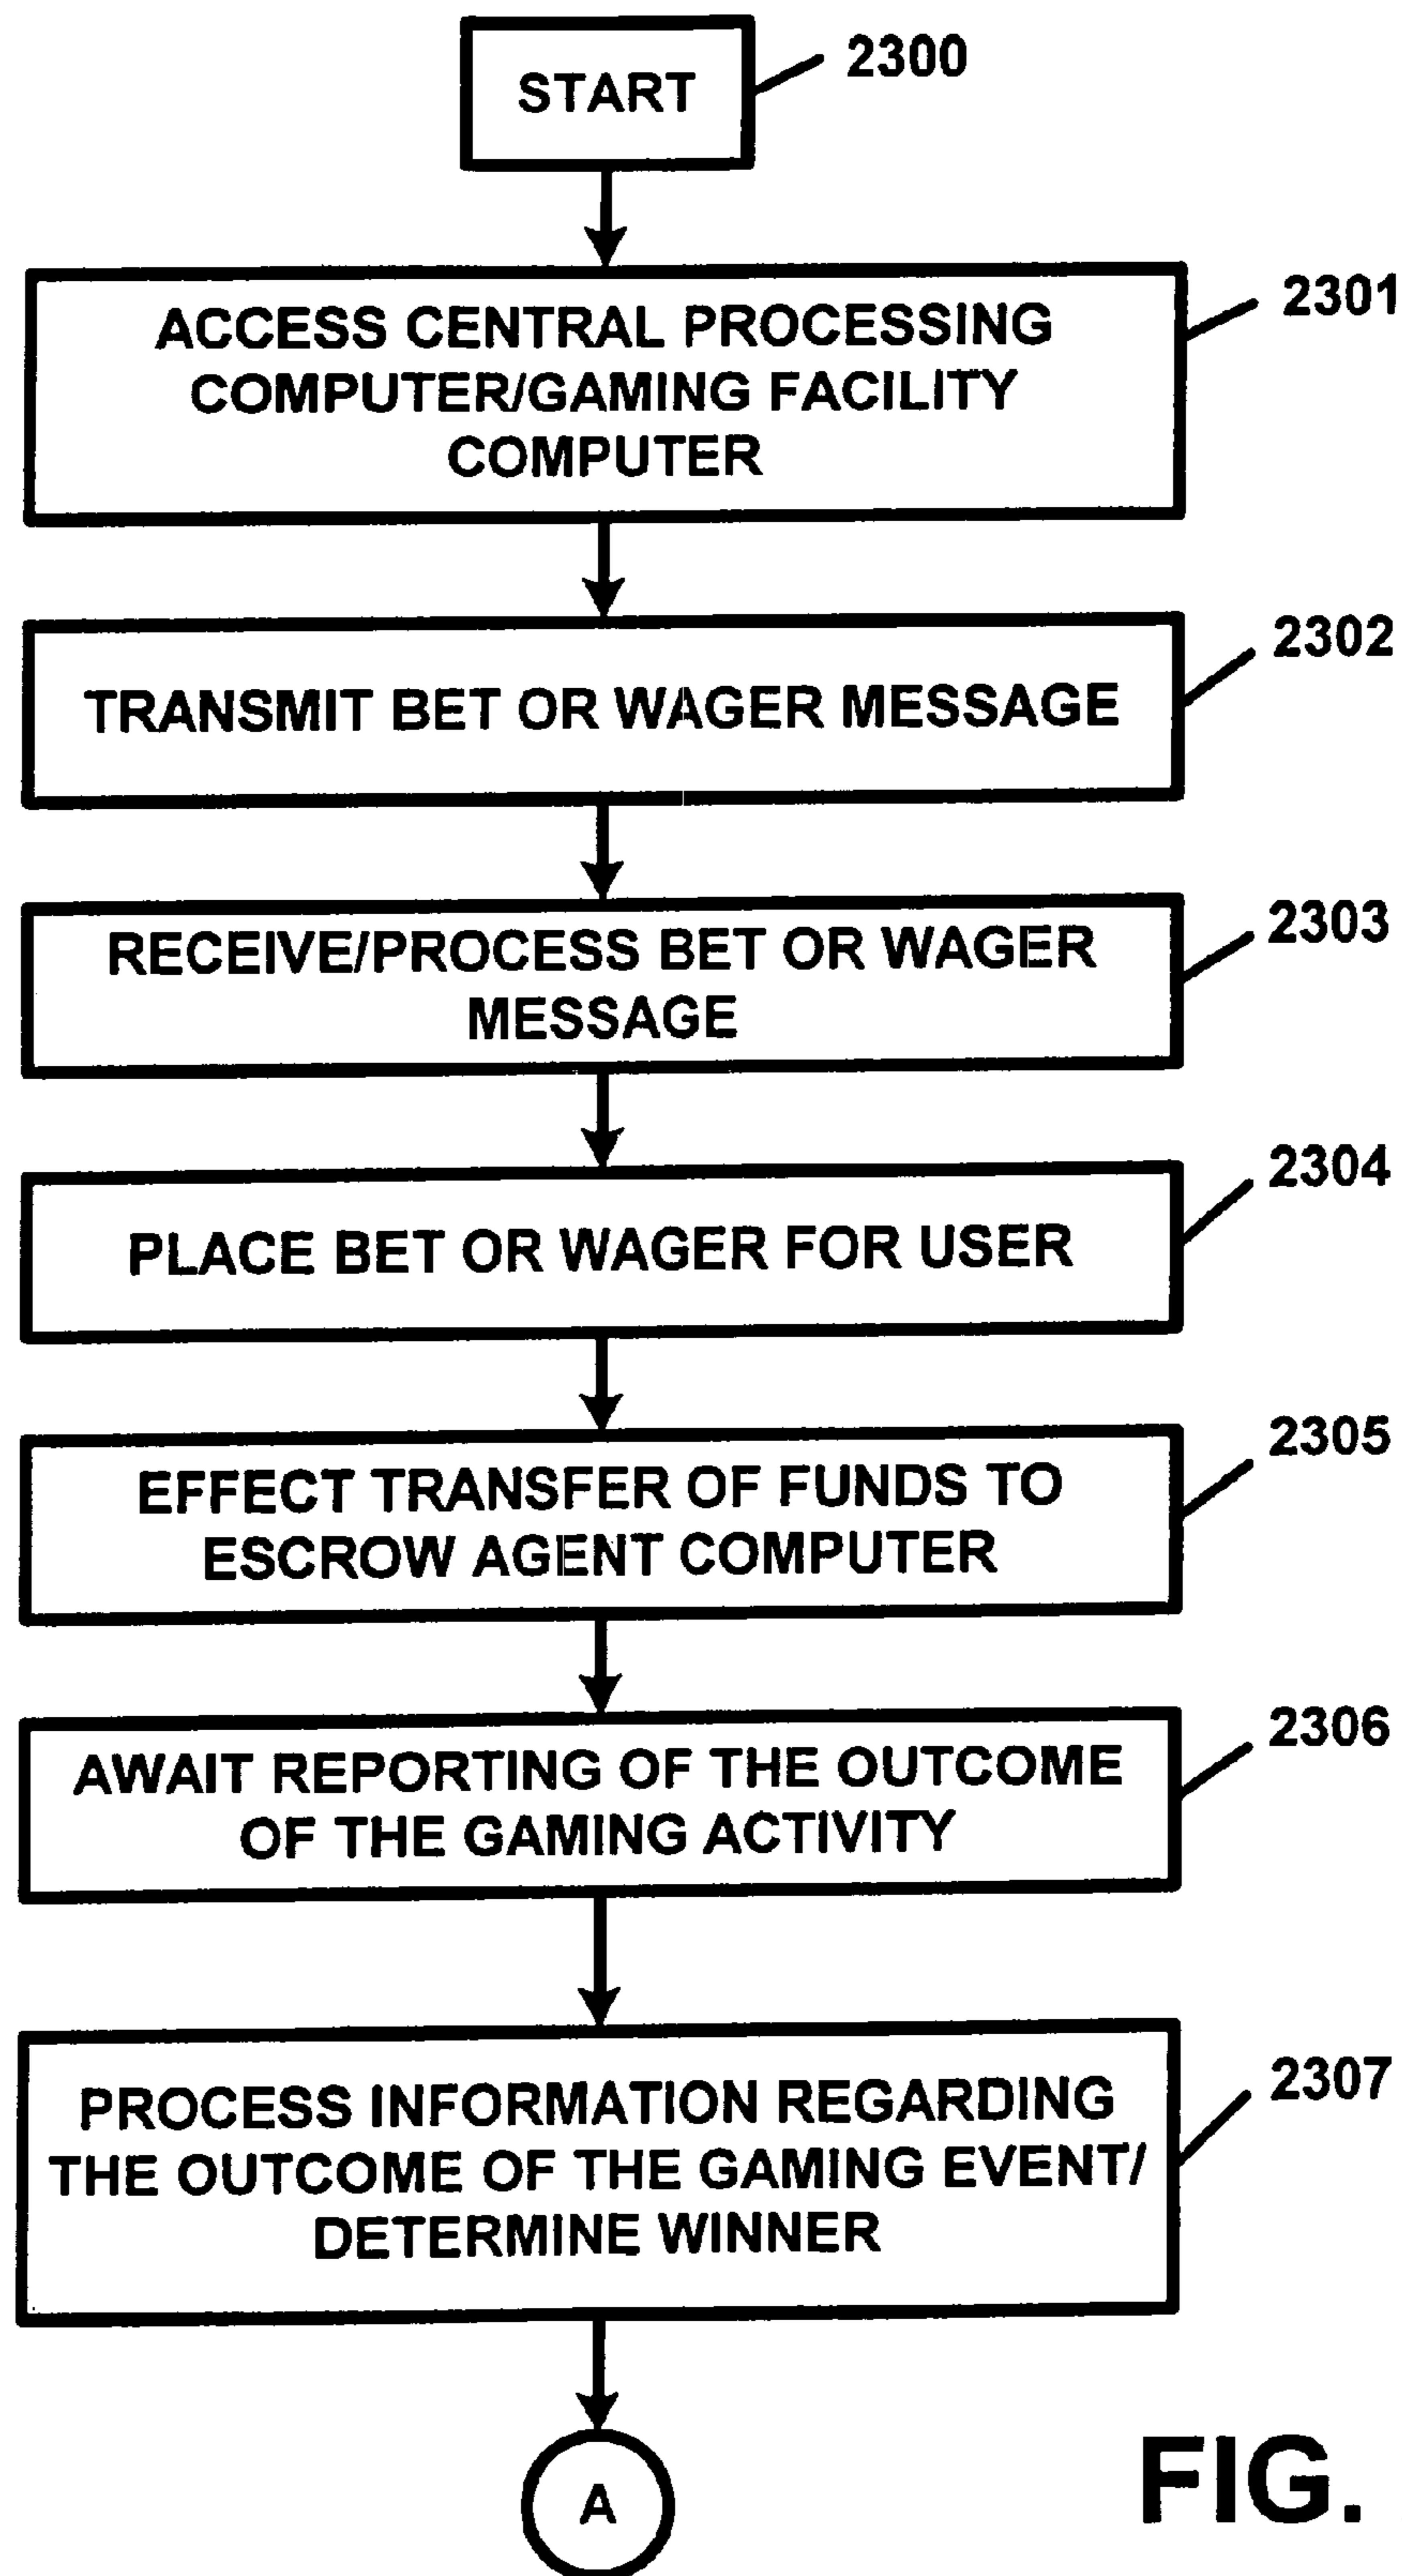 START
2300
ACCESS CENTRAL PROCESSING
COMPUTER/GAMING FACILITY
COMPUTER
2301
TRANSMIT BET OR WAGER MESSAGE
2302
RECEIVE/PROCESS BET OR WAGER
MESSAGE
2303
PLACE BET OR WAGER FOR USER
2304
EFFECT TRANSFER OF FUNDS TO
ESCROW AGENT COMPUTER
2305
AWAIT REPORTING OF THE OUTCOME
OF THE GAMING ACTIVITY
2306
PROCESS INFORMATION REGARDING
THE OUTCOME OF THE GAMING EVENT/
DETERMINE WINNER
2307
A
FIG.